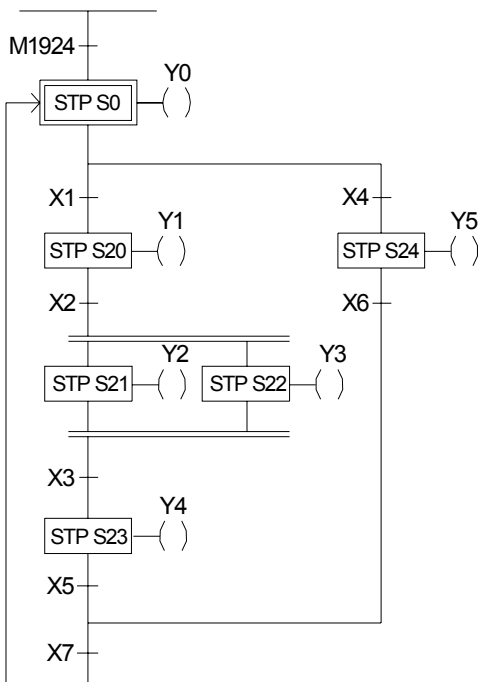 M1924
Y0
STP S0
X1
X4
Y1
Y5
STP S20
STP S24
X2
X6
Y2
Y3
STP S21
STP S22
X3
Y4
STP S23
X5
X7